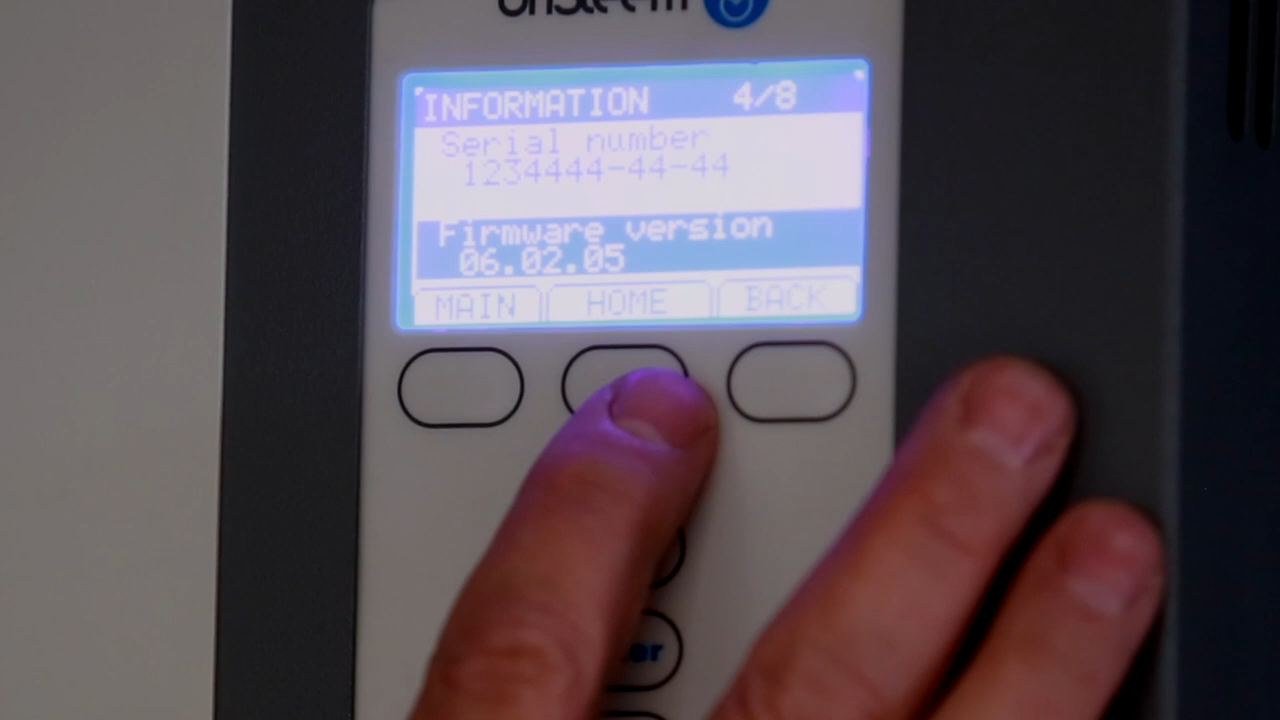 INFORMATION 4/8
Serial number
1234444-44-44
Firmware version
06.02.05
MAIN HOME BACK